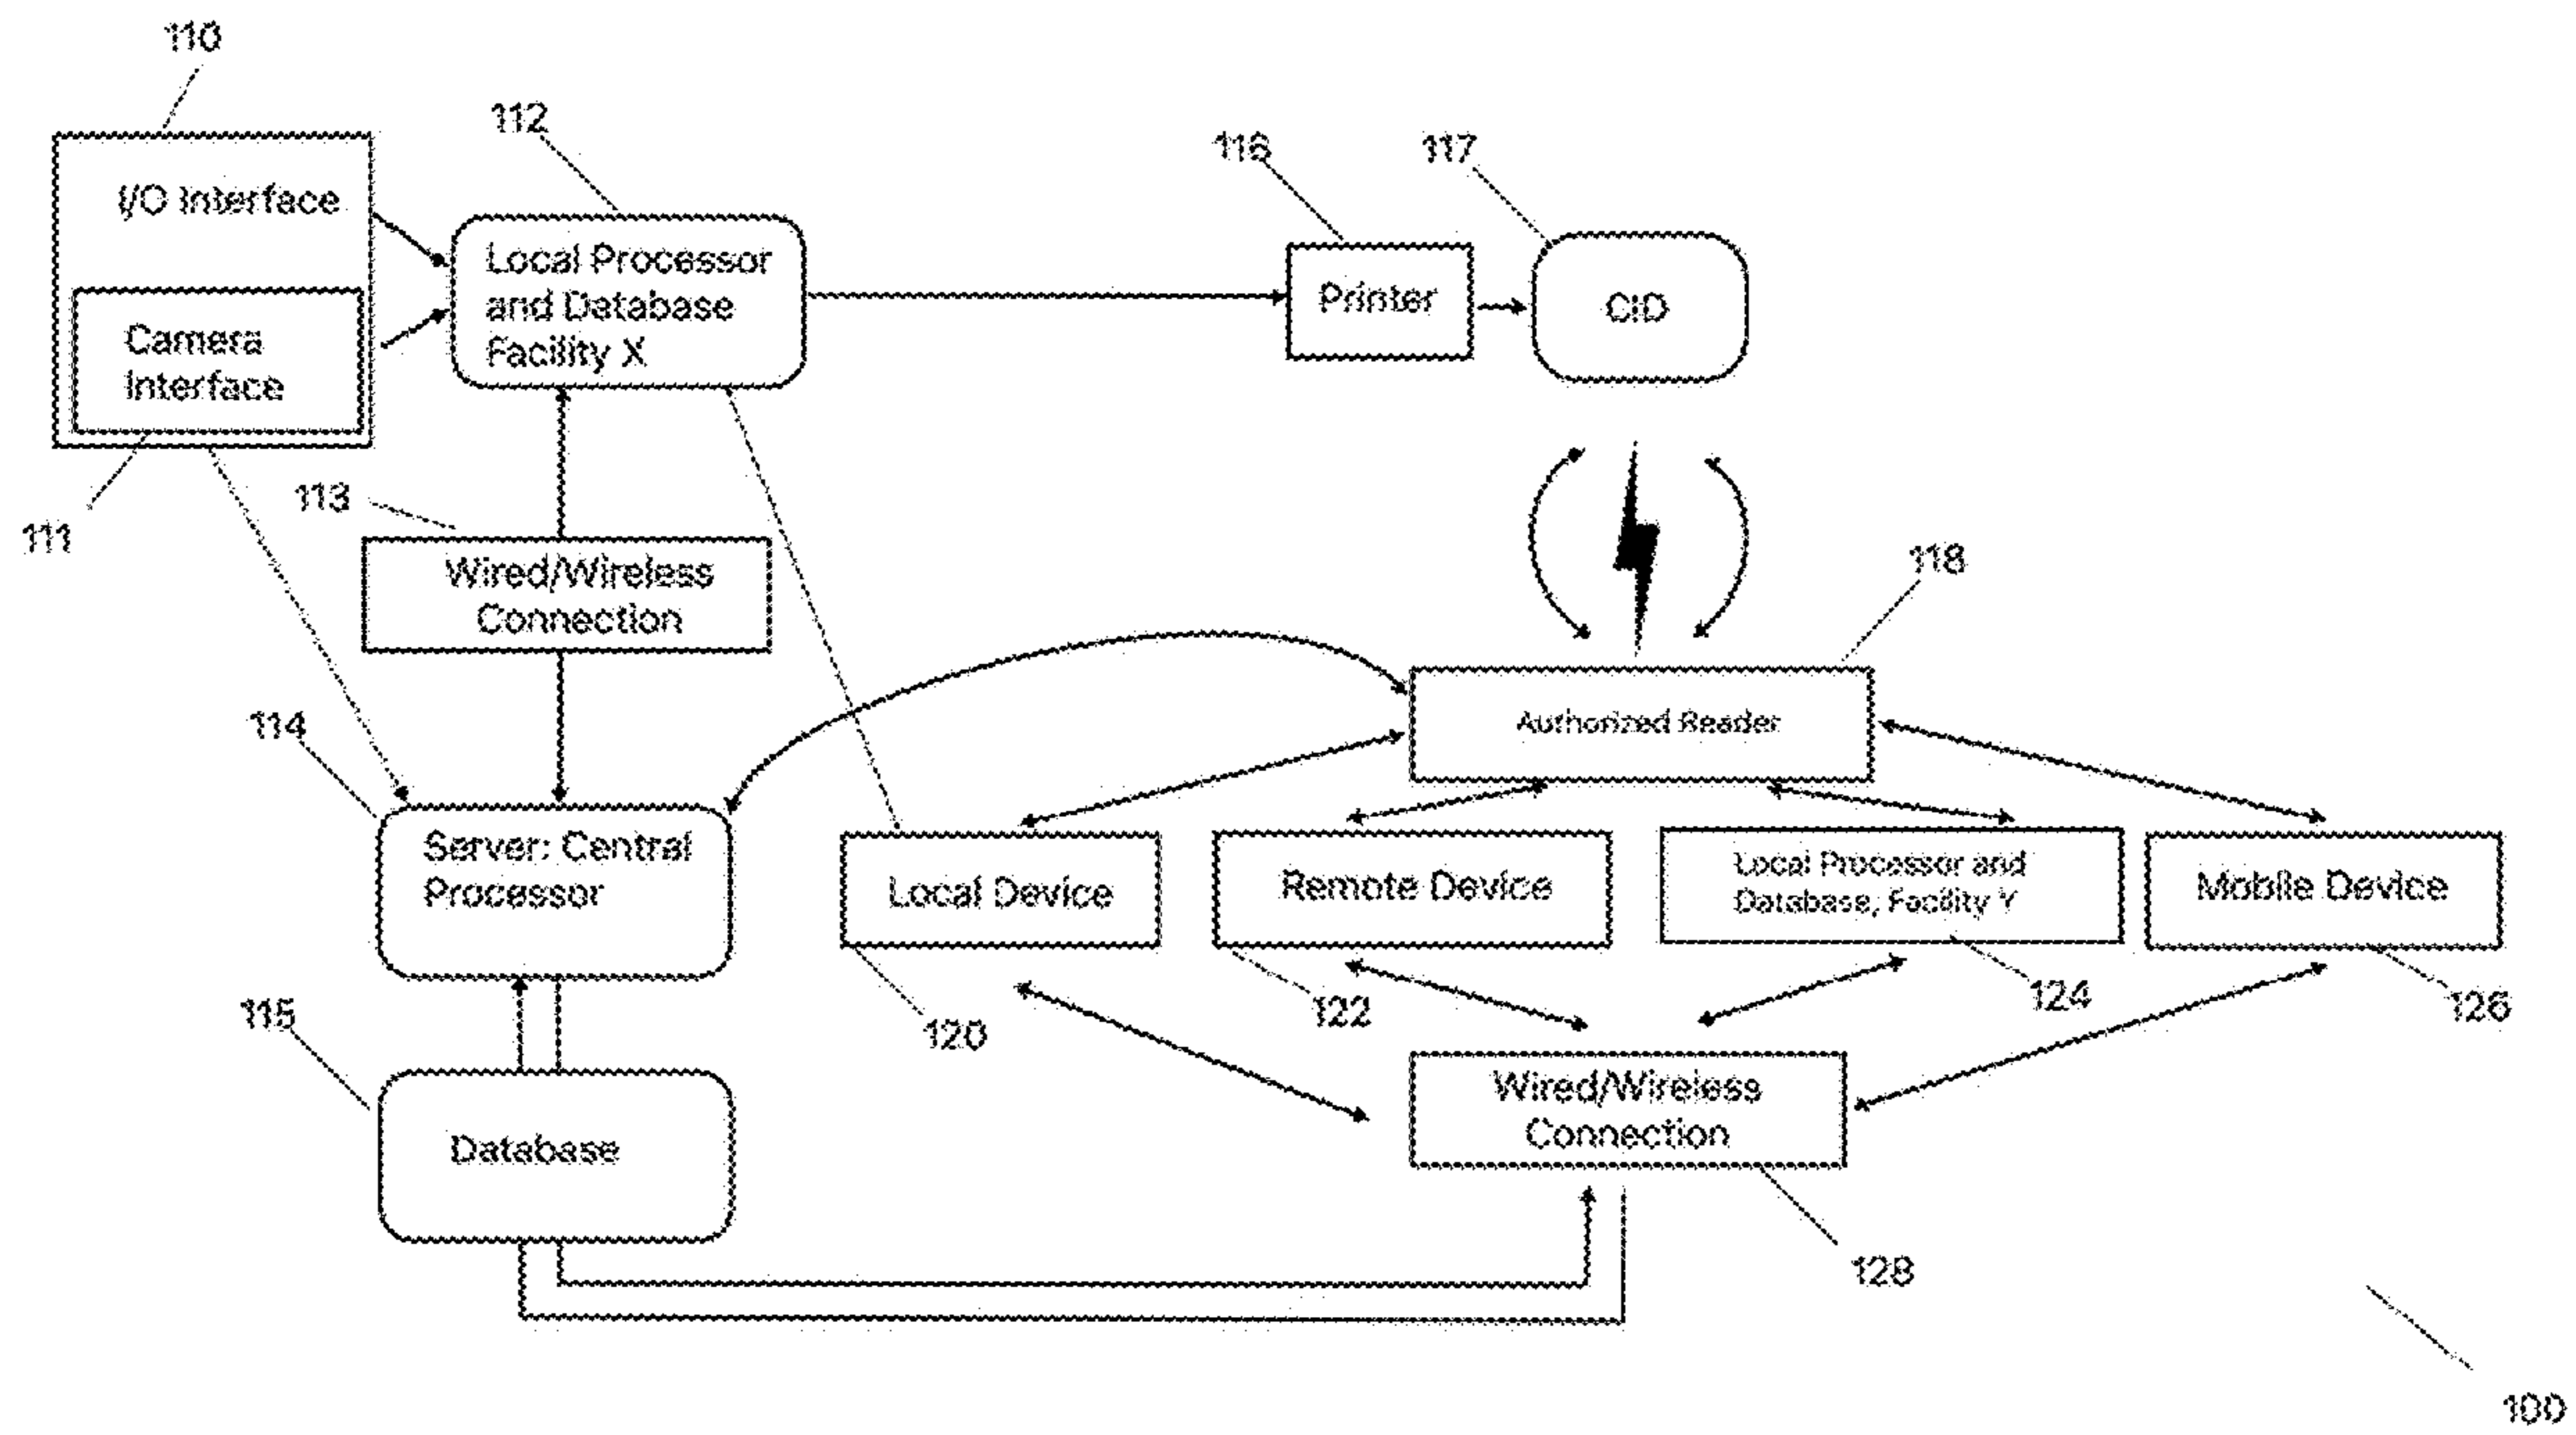 110
112
116
117
I/O Interface
Local Processor
and Database
Facility X
Printer
CID
Camera
Interface
113
111
Wired/Wireless
Connection
118
114
Authorized Reader
Server: Central
Processor
Local Device
Remote Device
Local Processor and
Database, Facility Y
Mobile Device
115
120
122
124
126
Database
Wired/Wireless
Connection
128
100